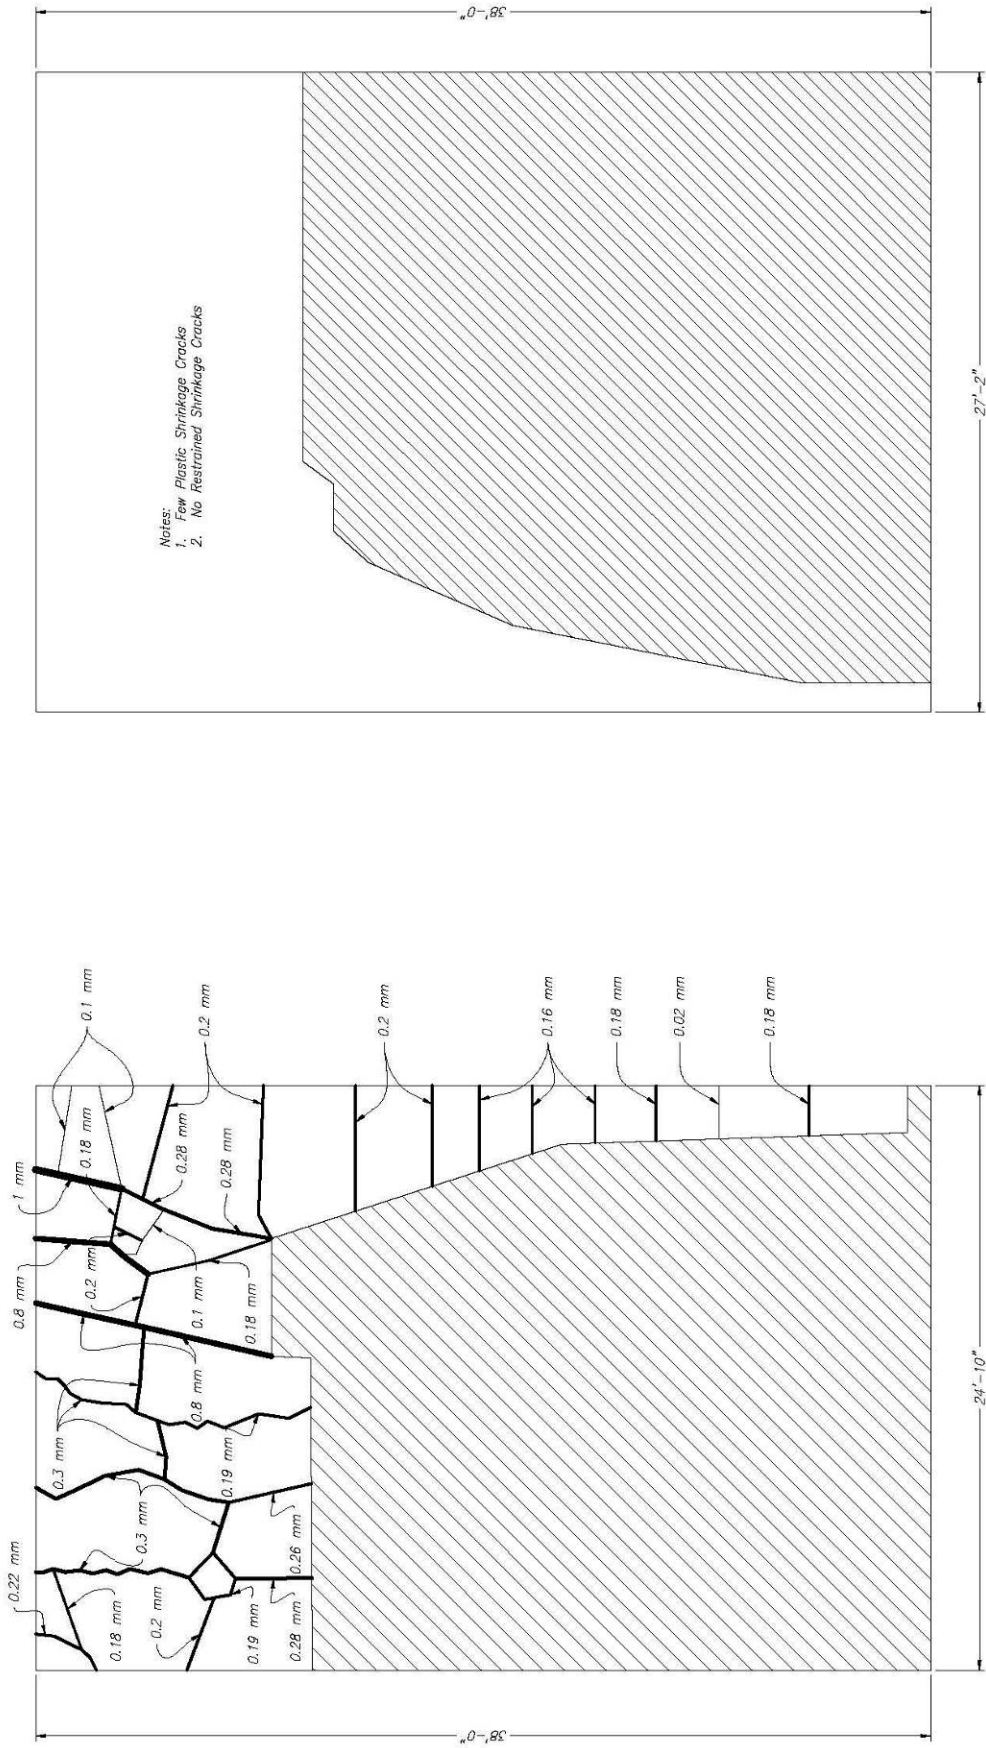 38'-0"
Notes:
1. Few Plastic Shrinkage Cracks
2. No Restrained Shrinkage Cracks
27'-2"
0.1 mm
0.2 mm
0.2 mm
0.16 mm
0.18 mm
0.02 mm
0.18 mm
1 mm
0.18 mm
0.28 mm
0.28 mm
0.8 mm
0.2 mm
0.1 mm
0.18 mm
0.8 mm
0.3 mm
0.19 mm
0.3 mm
0.26 mm
0.22 mm
0.18 mm
0.2 mm
0.19 mm
0.28 mm
24'-10"
38'-0"